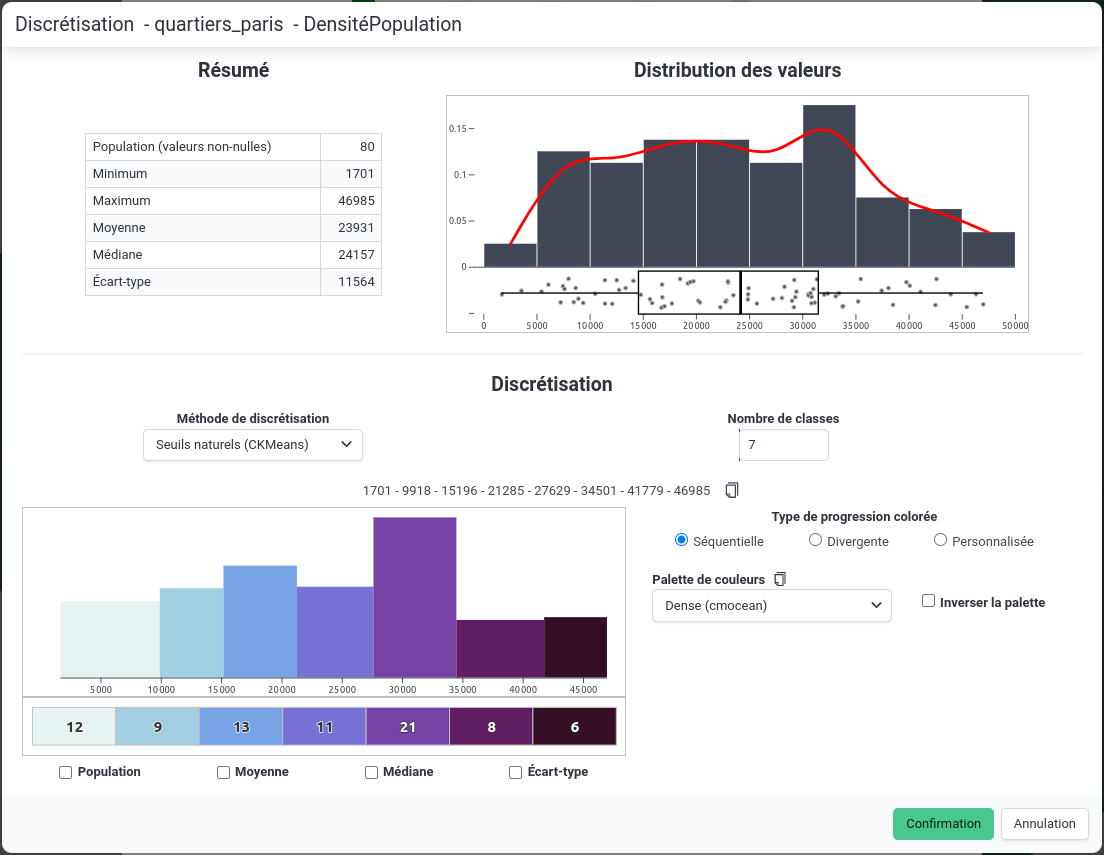 Discrétisation - quartiers_paris - DensitéPopulation
Résumé
Population (valeurs non-nulles) 80
Minimum 1701
Maximum 46985
Moyenne 23931
Médiane 24157
Écart-type 11564
Distribution des valeurs
0.15
0.1
0.05
0
0 5000 10000 15000 20000 25000 30000 35000 40000 45000 50000
Discrétisation
Méthode de discrétisation
Seuils naturels (CKMeans)
Nombre de classes
7
1701 - 9918 - 15196 - 21285 - 27629 - 34501 - 41779 - 46985
5000 10000 15000 20000 25000 30000 35000 40000 45000
12 9 13 11 21 8 6
Population Moyenne Médiane Écart-type
Type de progression colorée
Séquentielle Divergente Personnalisée
Palette de couleurs
Dense (cmocean)
Inverser la palette
Confirmation Annulation